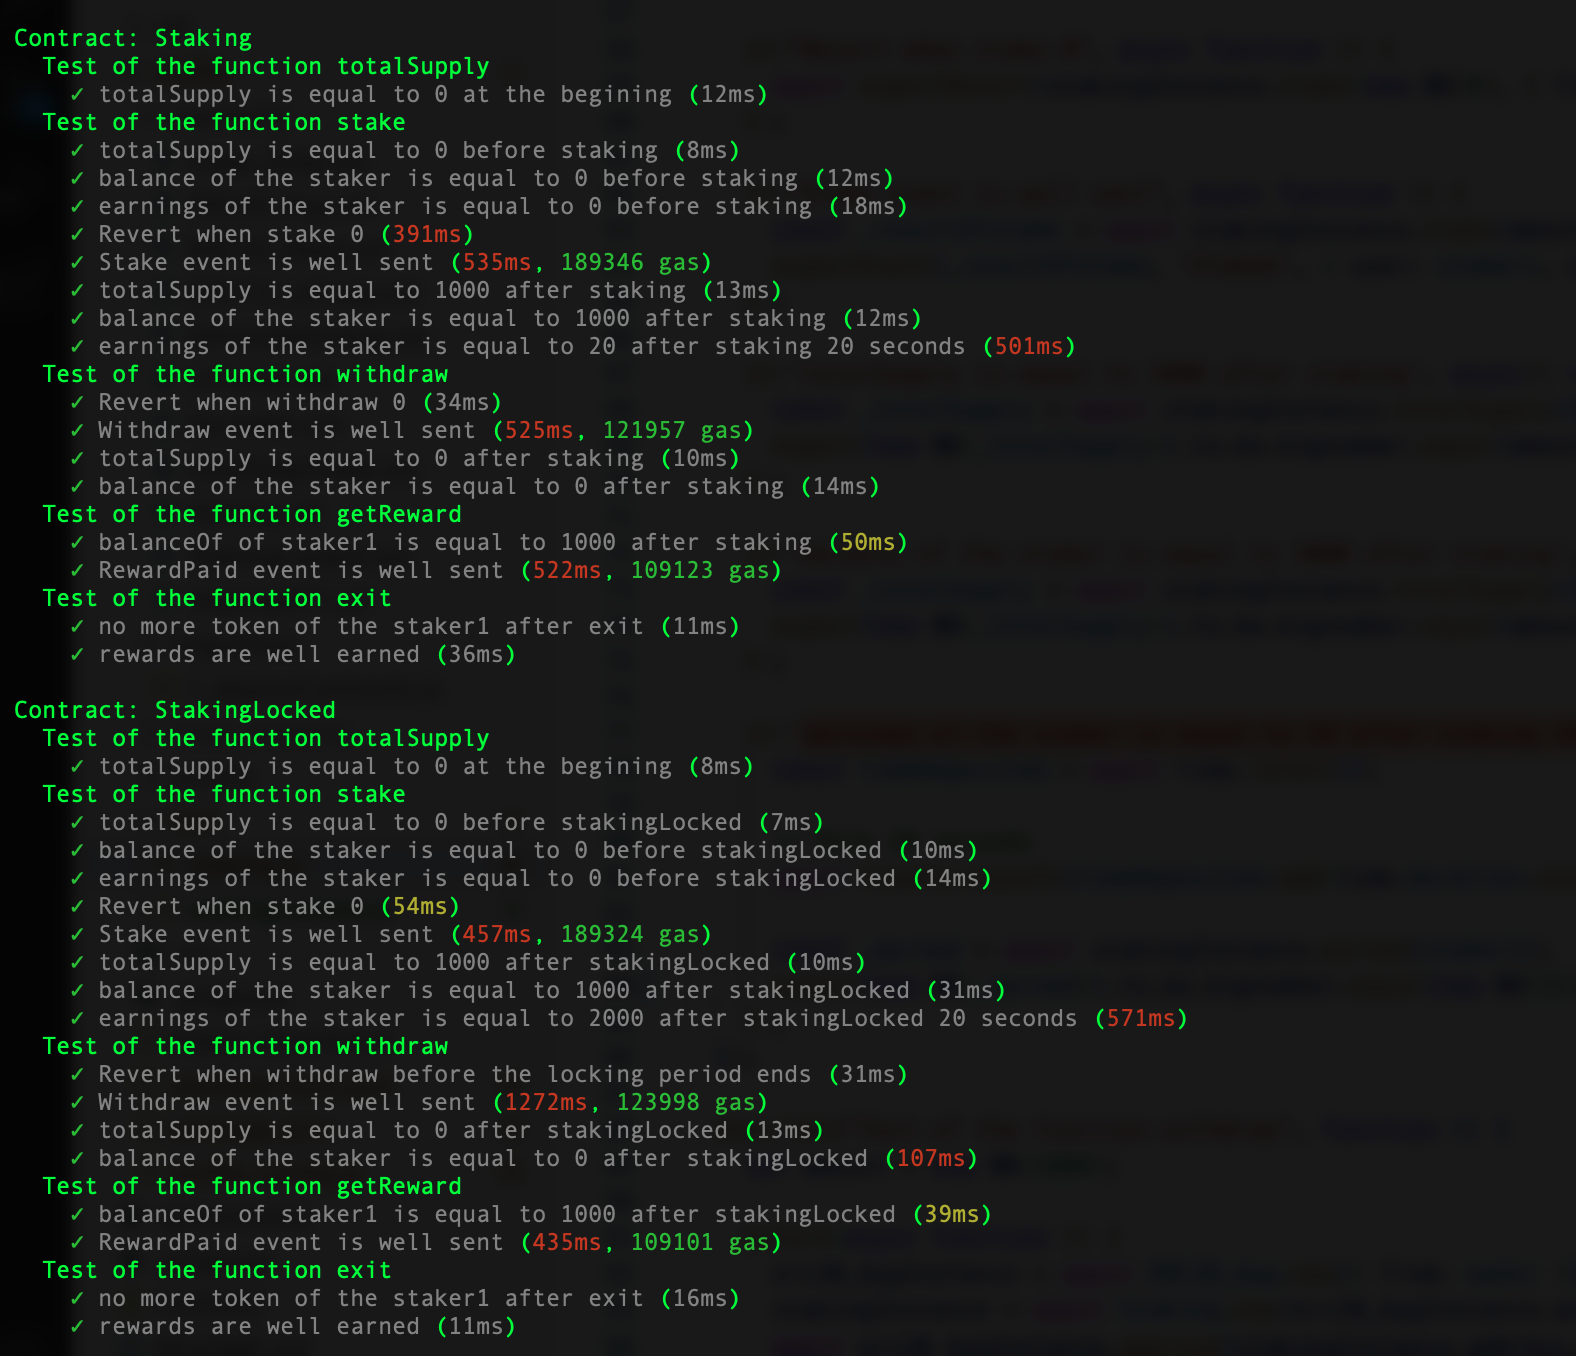 Contract: Staking
Test of the function totalSupply
✓ totalSupply is equal to 0 at the begining (12ms)
Test of the function stake
✓ totalSupply is equal to 0 before staking (8ms)
✓ balance of the staker is equal to 0 before staking (12ms)
✓ earnings of the staker is equal to 0 before staking (18ms)
✓ Revert when stake 0 (391ms)
✓ Stake event is well sent (535ms, 189346 gas)
✓ totalSupply is equal to 1000 after staking (13ms)
✓ balance of the staker is equal to 1000 after staking (12ms)
✓ earnings of the staker is equal to 20 after staking 20 seconds (501ms)
Test of the function withdraw
✓ Revert when withdraw 0 (34ms)
✓ Withdraw event is well sent (525ms, 121957 gas)
✓ totalSupply is equal to 0 after staking (10ms)
✓ balance of the staker is equal to 0 after staking (14ms)
Test of the function getReward
✓ balanceOf of staker1 is equal to 1000 after staking (50ms)
✓ RewardPaid event is well sent (522ms, 109123 gas)
Test of the function exit
✓ no more token of the staker1 after exit (11ms)
✓ rewards are well earned (36ms)
Contract: StakingLocked
Test of the function totalSupply
✓ totalSupply is equal to 0 at the begining (8ms)
Test of the function stake
✓ totalSupply is equal to 0 before stakingLocked (7ms)
✓ balance of the staker is equal to 0 before stakingLocked (10ms)
✓ earnings of the staker is equal to 0 before stakingLocked (14ms)
✓ Revert when stake 0 (54ms)
✓ Stake event is well sent (457ms, 189324 gas)
✓ totalSupply is equal to 1000 after stakingLocked (10ms)
✓ balance of the staker is equal to 1000 after stakingLocked (31ms)
✓ earnings of the staker is equal to 2000 after stakingLocked 20 seconds (571ms)
Test of the function withdraw
✓ Revert when withdraw before the locking period ends (31ms)
✓ Withdraw event is well sent (1272ms, 123998 gas)
✓ totalSupply is equal to 0 after stakingLocked (13ms)
✓ balance of the staker is equal to 0 after stakingLocked (107ms)
Test of the function getReward
✓ balanceOf of staker1 is equal to 1000 after stakingLocked (39ms)
✓ RewardPaid event is well sent (435ms, 109101 gas)
Test of the function exit
✓ no more token of the staker1 after exit (16ms)
✓ rewards are well earned (11ms)